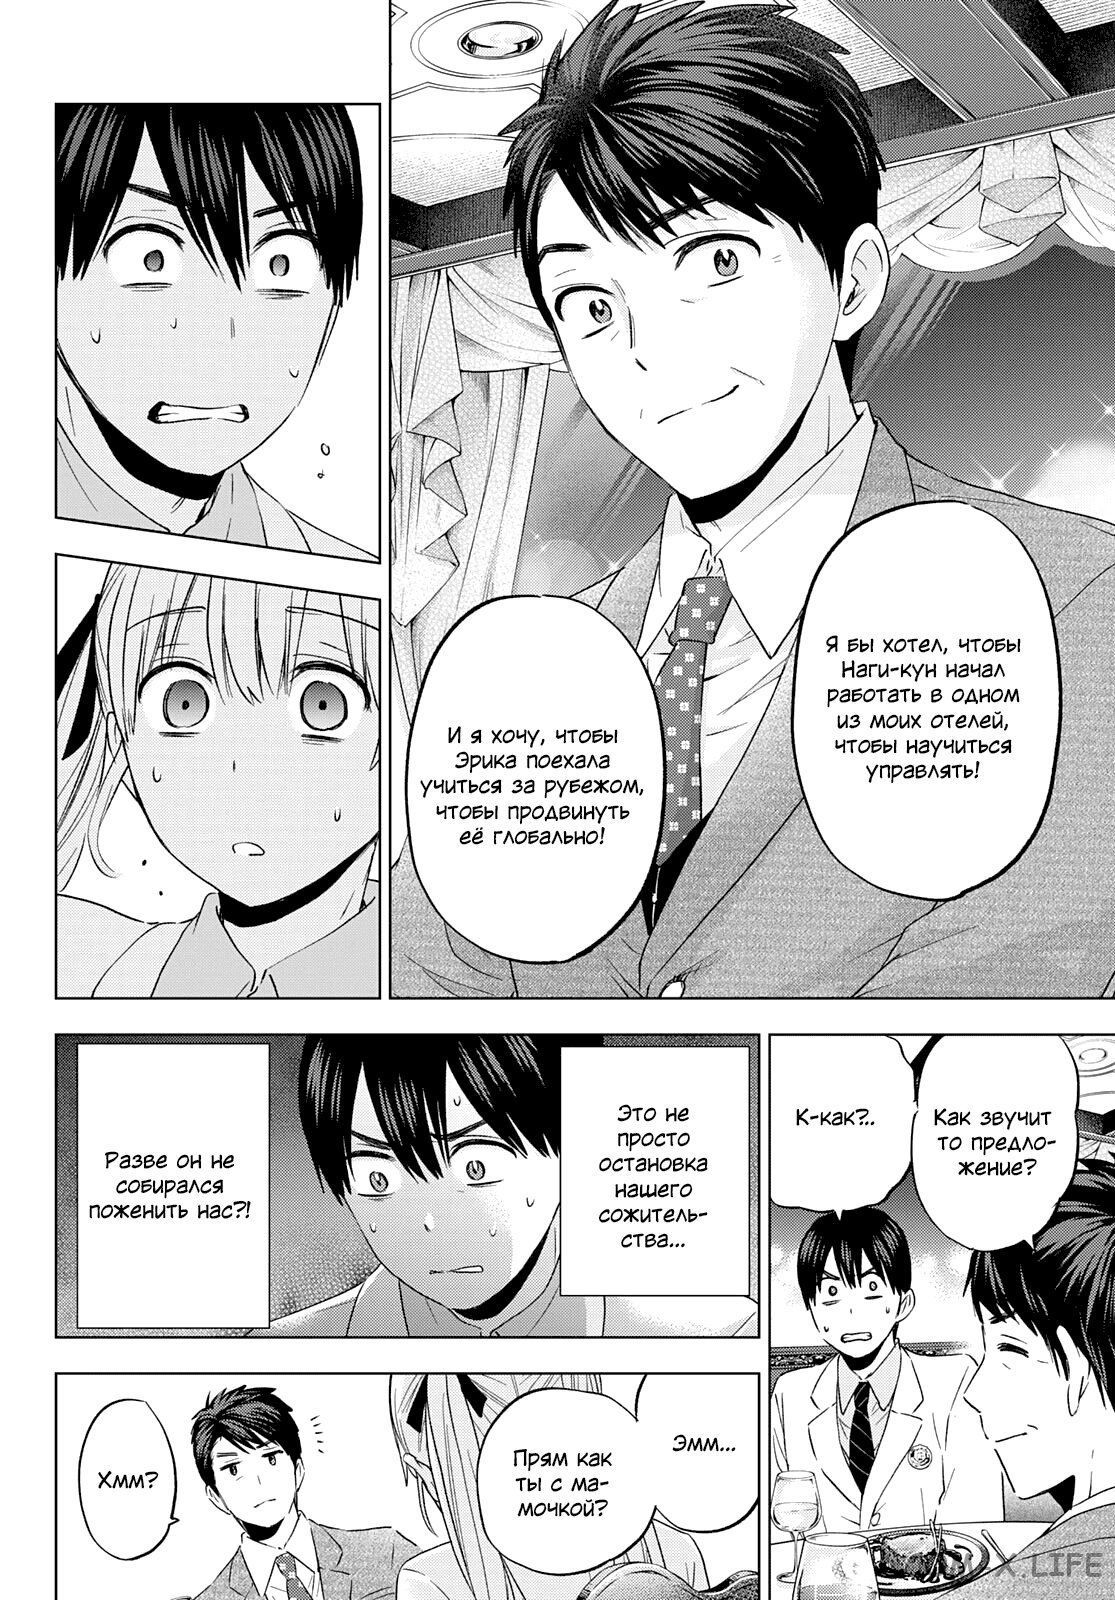 Я БЫ ХОТЕЛ, ЧТОБЫ
НАГИ-КУН НАЧАЛ
РАБОТАТЬ В ОДНОМ
ИЗ МОИХ ОТЕЛЕЙ,
ЧТОБЫ НАУЧИТЬСЯ
УПРАВЛЯТЬ!
И Я ХОЧУ, ЧТОБЫ
ЭРИКА ПОЕХАЛА
УЧИТЬСЯ ЗА РУБЕЖОМ,
ЧТОБЫ ПРОДВИНУТЬ
ЕЁ ГЛОБАЛЬНО!
КАК ЗВУЧИТ
ТО ПРЕДЛО-
ЖЕНИЕ?
К-КАК?..
ЭТО НЕ
ПРОСТО
ОСТАНОВКА
НАШЕГО
СОЖИТЕЛЬ-
СТВА...
РАЗВЕ ОН НЕ
СОБИРАЛСЯ
ПОЖЕНИТЬ НАС?!
ЭММ...
ПРЯМ КАК
ТЫ С МА-
МОЧКОЙ?
ХММ?